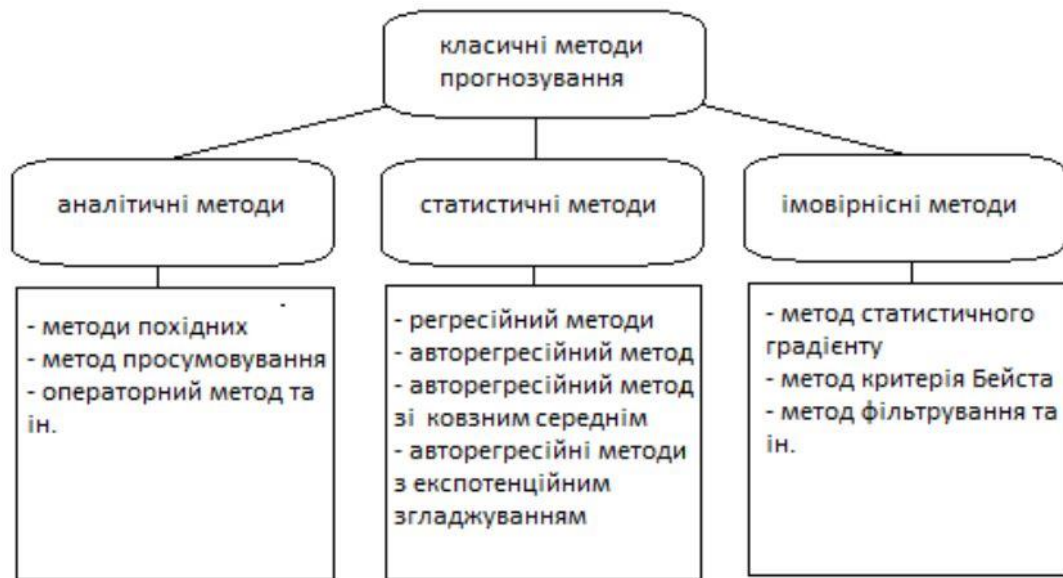 класичні методи
прогнозування
аналітичні методи
статистичні методи
імовірнісні методи
- методи похідних
- метод просумовування
- операторний метод та
ін.
- регресійний методи
- авторегресійний метод
- авторегресійний метод
зі ковзним середнім
- авторегресійні методи
з експотенційним
згладжуванням
- метод статистичного
градієнту
- метод критерія Бейста
- метод фільтрування та
ін.